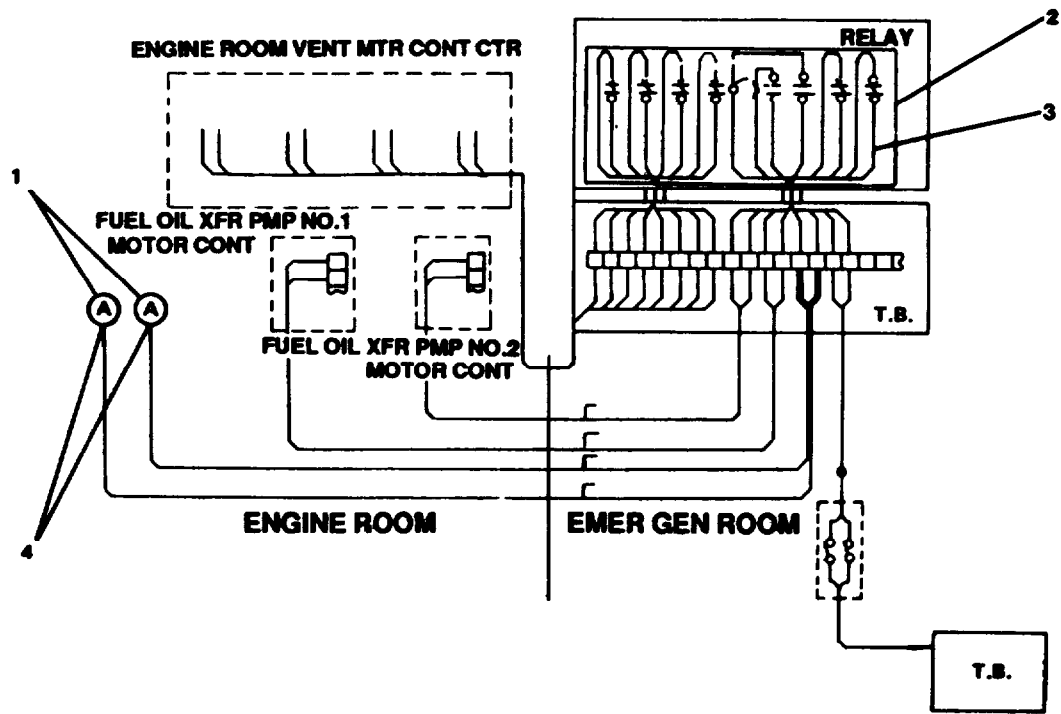 2
RELAY
ENGINE ROOM VENT MTR CONT CTR
3
1
FUEL OIL XFR PMP NO.1
MOTOR CONT
A A
T.B.
FUEL OIL XFR PMP NO.2
MOTOR CONT
ENGINE ROOM
EMER GEN ROOM
4
T.B.